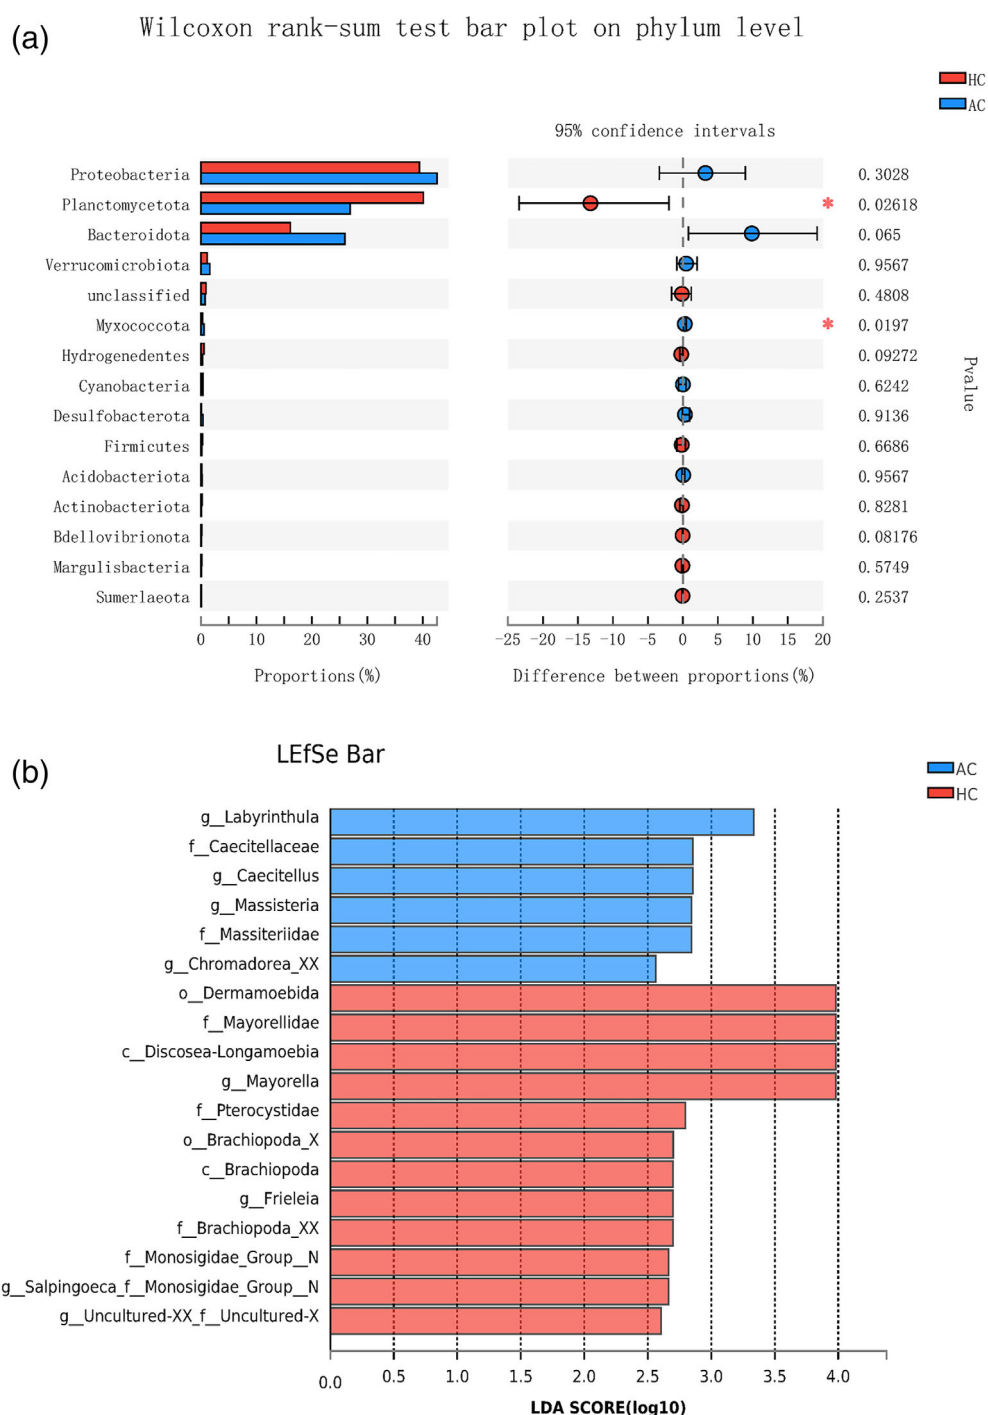 (a)
Wilcoxon rank-sum test bar plot on phylum level
HC
AC
95% confidence intervals
Proteobacteria 0.3028
Planctomycetota * 0.02618
Bacteroidota 0.065
Verrucomicrobiota 0.9567
unclassified 0.4808
Myxococcota * 0.0197
Hydrogenedentes 0.09272
Cyanobacteria 0.6242
Desulfobacterota 0.9136
Firmicutes 0.6686
Acidobacteriota 0.9567
Actinobacteriota 0.8281
Bdellovibrionota 0.08176
Margulisbacteria 0.5749
Sumerlaeota 0.2537
Pvalue
0 10 20 30 40 -25 -20 -15 -10 -5 0 5 10 15 20
Proportions(%) Difference between proportions(%)
(b)
LEfSe Bar
AC
HC
g__Labyrinthula
f__Caecitellaceae
g__Caecitellus
g__Massisteria
f__Massiteriidae
g__Chromadorea_XX
o__Dermamoebida
f__Mayorellidae
c__Discosea-Longamoebia
g__Mayorella
f__Pterocystidae
o__Brachiopoda_X
c__Brachiopoda
g__Frieleia
f__Brachiopoda_XX
f__Monosigidae_Group__N
g__Salpingoeca_f__Monosigidae_Group__N
g__Uncultured-XX_f__Uncultured-X
0.0 0.5 1.0 1.5 2.0 2.5 3.0 3.5 4.0
LDA SCORE(log10)